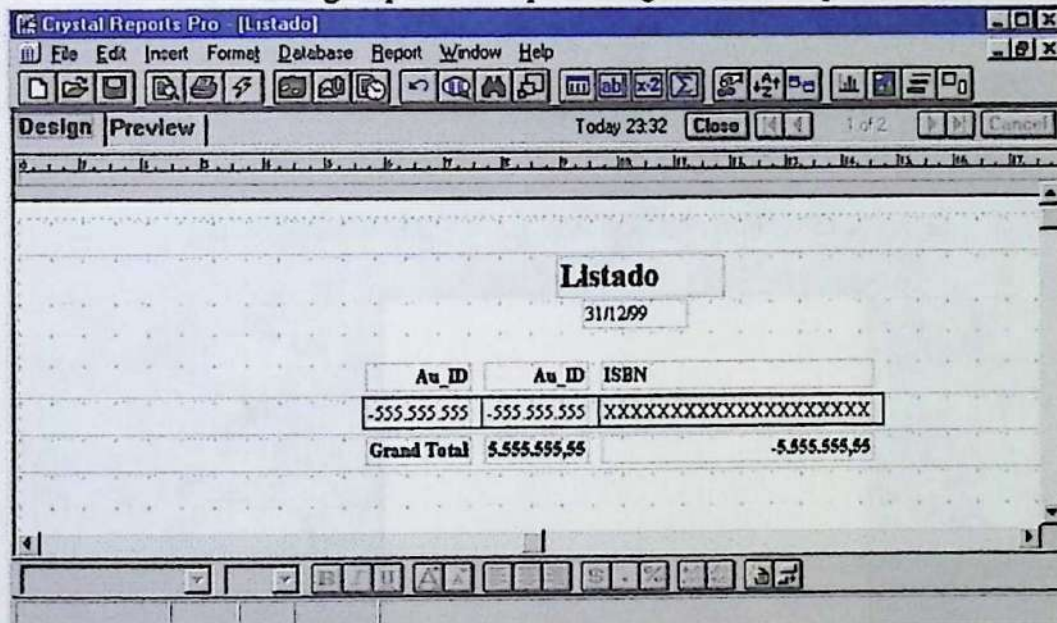 Crystal Reports Pro - [Listado]
File Edit Insert Format Database Report Window Help
Design Preview Today 23:32 Close 1 of 2 Cancel
Listado
31/12/99
Au_ID Au_ID ISBN
-555.555.555 -555.555.555 XXXXXXXXXXXXXXXXXXXXX
Grand Total 5.555.555,55 -5.555.555,55
B I U A A $ . %